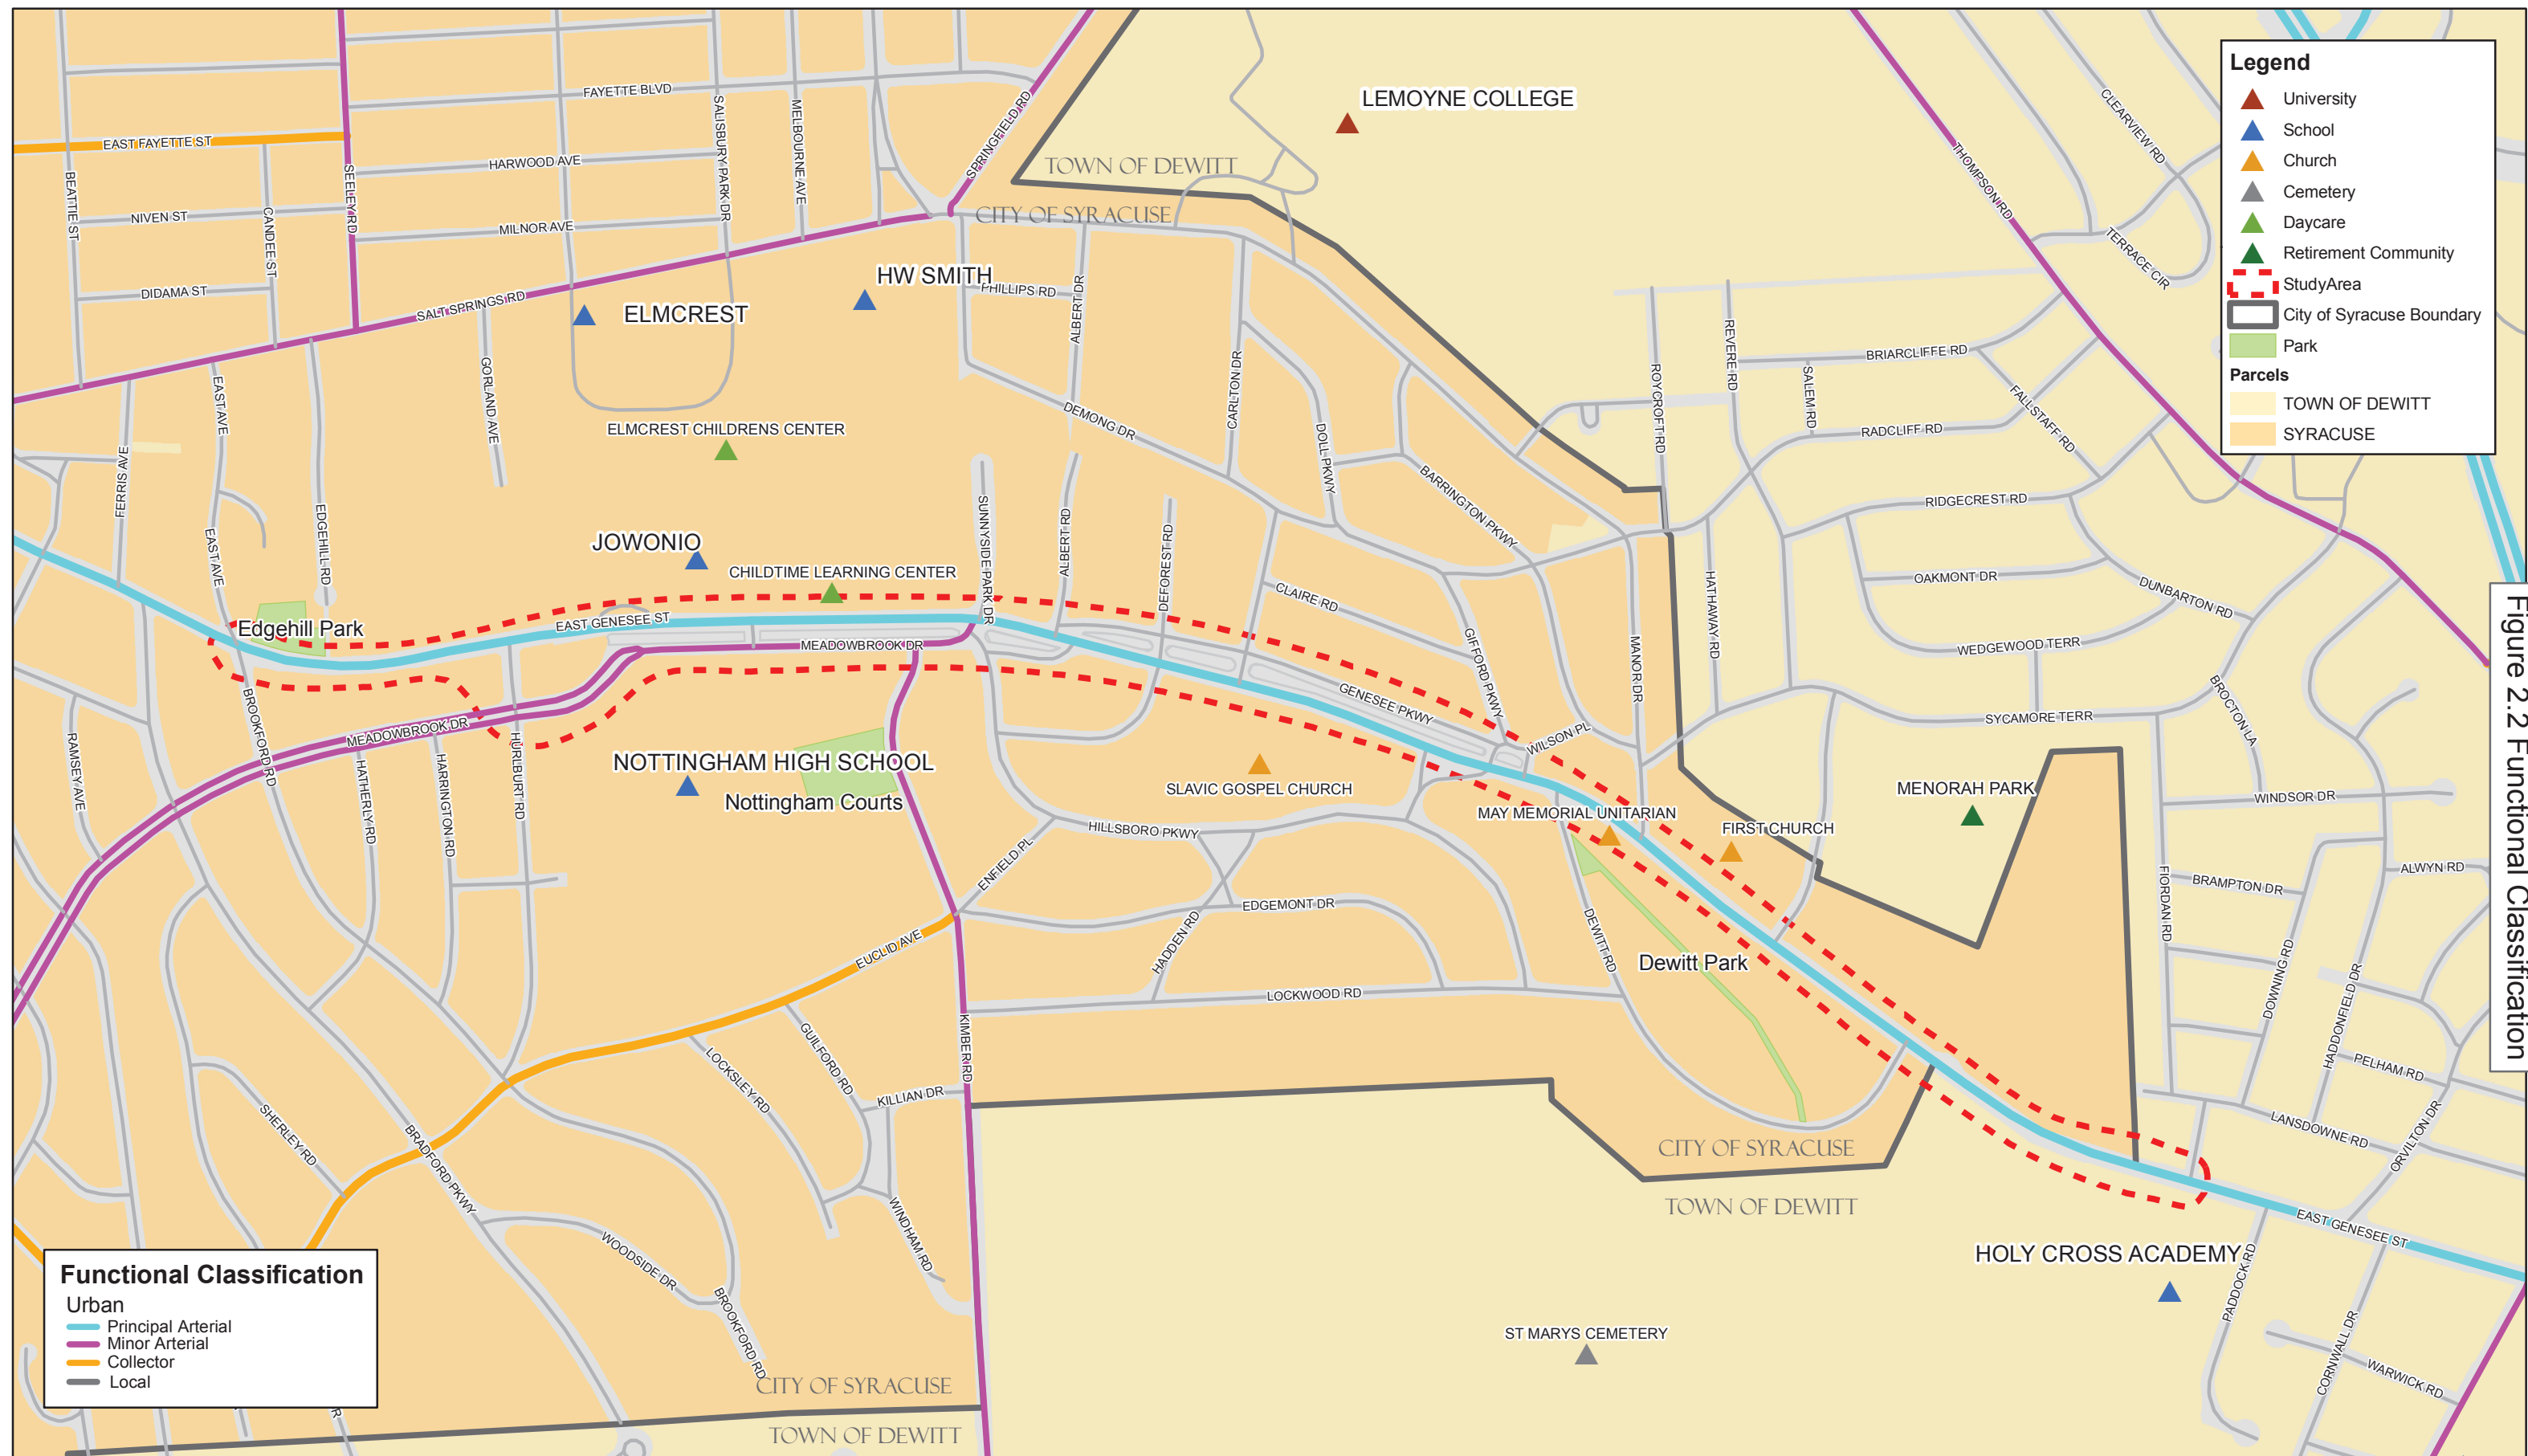 FAYETTE BLVD
EAST FAYETTE ST
HARWOOD AVE
SALISBURY PARK DR
MELBOURNE AVE
SPRINGFIELD RD
LEMOYNE COLLEGE
TOWN OF DEWITT
CITY OF SYRACUSE
BEATTIE ST
NIVEN ST
CANDEE ST
SEELEY RD
MILNOR AVE
DIDAMA ST
SALT SPRINGS RD
HW SMITH
ELMCREST
PHILLIPS RD
ALBERT DR
THOMPSON RD
CLEARVIEW RD
TERRACE CIR
Legend
University
School
Church
Cemetery
Daycare
Retirement Community
StudyArea
City of Syracuse Boundary
Park
Parcels
TOWN OF DEWITT
SYRACUSE
EAST AVE
GORLAND AVE
CARLTON DR
DEMONG DR
DOLL PKWY
ROYCROFT RD
REVERE RD
BRIARCLIFFE RD
SALEM RD
FALLSTAFF RD
RADCLIFF RD
ELMCREST CHILDRENS CENTER
FERRIS AVE
EAST AVE
EDGEHILL RD
JOWONIO
CHILDTIME LEARNING CENTER
SUNNYSIDE PARK DR
ALBERT RD
DEFOREST RD
BARRINGTON PKWY
RIDGECREST RD
CLAIRE RD
OAKMONT DR
DUNBARTON RD
HATHAWAY RD
Edgehill Park
EAST GENESEE ST
MEADOWBROOK DR
GIFFORD PKWY
MANOR DR
WEDGEWOOD TERR
GENESEE PKWY
WILSON PL
BROCTON LA
SYCAMORE TERR
Figure 2.2 Functional Classification
MEADOWBROOK DR
BROOKFORD RD
RAMSEY AVE
HATHERLY RD
HARRINGTON RD
HURLBURT RD
NOTTINGHAM HIGH SCHOOL
Nottingham Courts
SLAVIC GOSPEL CHURCH
MAY MEMORIAL UNITARIAN
FIRST CHURCH
MENORAH PARK
WINDSOR DR
HILLSBORO PKWY
ENFIELD PL
EDGEMONT DR
HADDEN RD
DEWITT RD
Dewitt Park
FIORDAN RD
BRAMPTON DR
ALWYN RD
EUCLID AVE
LOCKWOOD RD
KIMBER RD
DOWNING RD
HADDONFIELD DR
PELHAM RD
GUILFORD RD
LOCKSLEY RD
KILLIAN DR
SHERLEY RD
BRADFORD PKWY
LANSDOWNE RD
ORVILTON DR
CITY OF SYRACUSE
TOWN OF DEWITT
WINDHAM RD
WOODSIDE DR
BROOKFORD RD
EAST GENESEE ST
HOLY CROSS ACADEMY
PADDOCK RD
CORNWALL DR
WARWICK RD
ST MARYS CEMETERY
Functional Classification
Urban
Principal Arterial
Minor Arterial
Collector
Local
CITY OF SYRACUSE
TOWN OF DEWITT